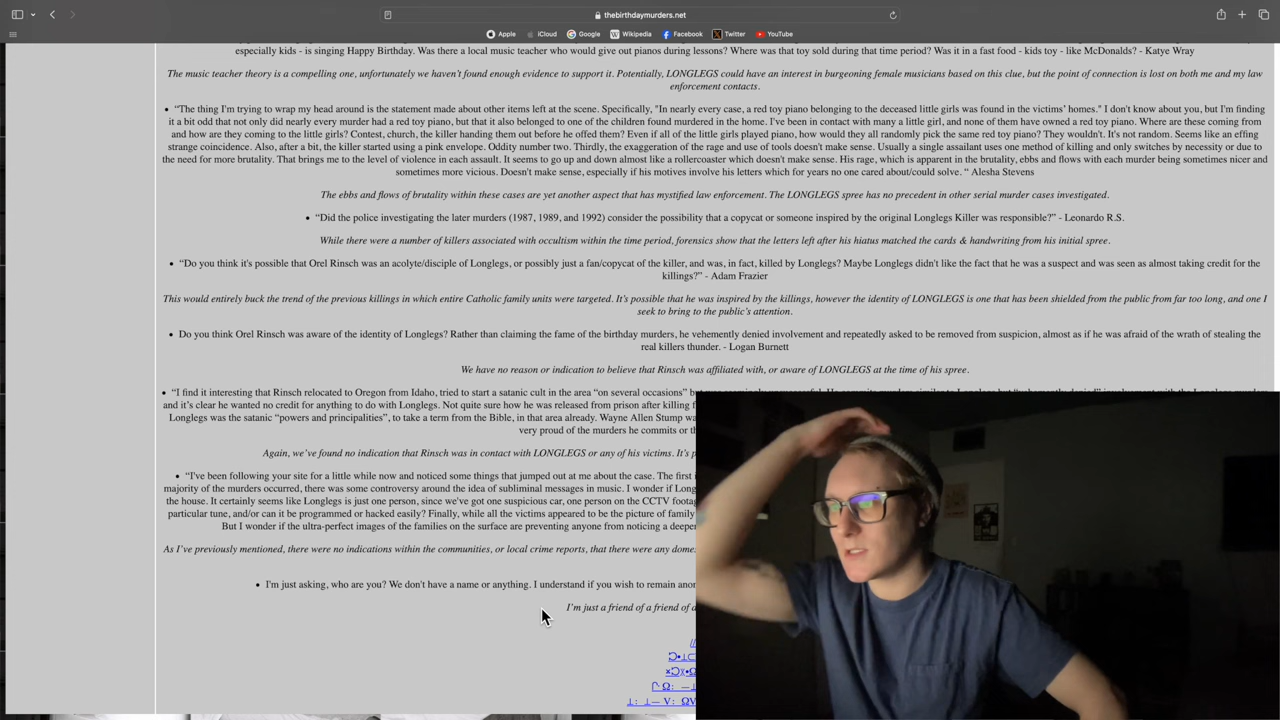 thebirthdaymurders.net
Apple iCloud Google Wikipedia Facebook Twitter YouTube
especially kids - is singing Happy Birthday. Was there a local music teacher who would give out pianos during lessons? Where was that toy sold during that time period? Was it in a fast food - kids toy - like McDonalds? - Katye Wray
The music teacher theory is a compelling one, unfortunately we haven't found enough evidence to support it. Potentially, LONGLEGS could have an interest in burgeoning female musicians based on this clue, but the point of connection is lost on both me and my law
enforcement contacts.
• “The thing I'm trying to wrap my head around is the statement made about other items left at the scene. Specifically, "In nearly every case, a red toy piano belonging to the deceased little girls was found in the victims’ homes." I don't know about you, but I'm finding
it a bit odd that not only did nearly every murder had a red toy piano, but that it also belonged to one of the children found murdered in the home. I've been in contact with many a little girl, and none of them have owned a red toy piano. Where are these coming from
and how are they coming to the little girls? Contest, church, the killer handing them out before he offed them? Even if all of the little girls played piano, how would they all randomly pick the same red toy piano? They wouldn't. It's not random. Seems like an effing
strange coincidence. Also, after a bit, the killer started using a pink envelope. Oddity number two. Thirdly, the exaggeration of the rage and use of tools doesn't make sense. Usually a single assailant uses one method of killing and only switches by necessity or due to
the need for more brutality. That brings me to the level of violence in each assault. It seems to go up and down almost like a rollercoaster which doesn't make sense. His rage, which is apparent in the brutality, ebbs and flows with each murder being sometimes nicer and
sometimes more vicious. Doesn't make sense, especially if his motives involve his letters which for years no one cared about/could solve. “ Alesha Stevens
The ebbs and flows of brutality within these cases are yet another aspect that has mystified law enforcement. The LONGLEGS spree has no precedent in other serial murder cases investigated.
• “Did the police investigating the later murders (1987, 1989, and 1992) consider the possibility that a copycat or someone inspired by the original Longlegs Killer was responsible?” - Leonardo R.S.
While there were a number of killers associated with occultism within the time period, forensics show that the letters left after his hiatus matched the cards & handwriting from his initial spree.
• “Do you think it's possible that Orel Rinsch was an acolyte/disciple of Longlegs, or possibly just a fan/copycat of the killer, and was, in fact, killed by Longlegs? Maybe Longlegs didn't like the fact that he was a suspect and was seen as almost taking credit for the
killings?” - Adam Frazier
This would entirely buck the trend of the previous killings in which entire Catholic family units were targeted. It's possible that he was inspired by the killings, however the identity of LONGLEGS is one that has been shielded from the public from far too long, and one I
seek to bring to the public's attention.
• Do you think Orel Rinsch was aware of the identity of Longlegs? Rather than claiming the fame of the birthday murders, he vehemently denied involvement and repeatedly asked to be removed from suspicion, almost as if he was afraid of the wrath of stealing the
real killers thunder. - Logan Burnett
We have no reason or indication to believe that Rinsch was affiliated with, or aware of LONGLEGS at the time of his spree.
• “I find it interesting that Rinsch relocated to Oregon from Idaho, tried to start a satanic cult in the area “on several occasions”
and it’s clear he wanted no credit for anything to do with Longlegs. Not quite sure how he was released from prison after killing
Longlegs was the satanic “powers and principalities”, to take a term from the Bible, in that area already. Wayne Allen Stump
very proud of the murders he commits or
Again, we’ve found no indication that Rinsch was in contact with LONGLEGS or any of his victims. It's
• “I've been following your site for a little while now and noticed some things that jumped out at me about the case. The first
majority of the murders occurred, there was some controversy around the idea of subliminal messages in music. I wonder if
the house. It certainly seems like Longlegs is just one person, since we've got one suspicious car, one person on the CCTV
particular tune, and/or can it be programmed or hacked easily? Finally, while all the victims appeared to be the picture of family
But I wonder if the ultra-perfect images of the families on the surface are preventing anyone from noticing a
As I’ve previously mentioned, there were no indications within the communities, or local crime reports, that there were any
• I'm just asking, who are you? We don't have a name or anything. I understand if you wish to remain
I’m just a friend of a friend of